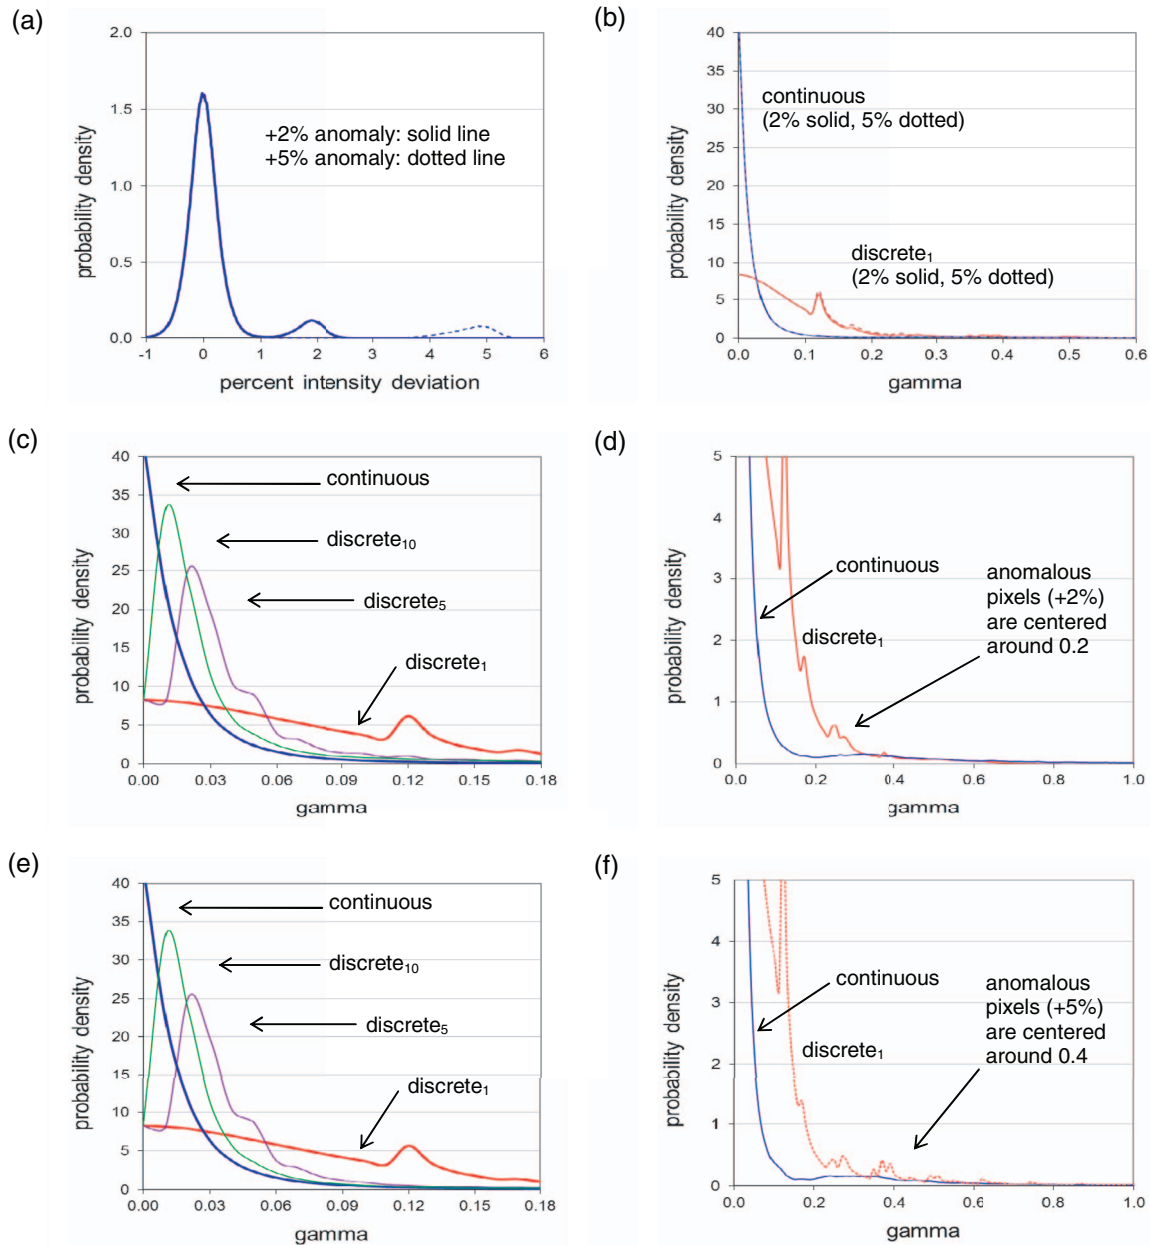 (a)
2.0
1.5
1.0
0.5
0.0
probability density
+2% anomaly: solid line
+5% anomaly: dotted line
-1 0 1 2 3 4 5 6
percent intensity deviation
(b)
40
35
30
25
20
15
10
5
0
probability density
continuous
(2% solid, 5% dotted)
discrete₁
(2% solid, 5% dotted)
0.0 0.1 0.2 0.3 0.4 0.5 0.6
gamma
(c)
40
35
30
25
20
15
10
5
0
probability density
continuous
discrete₁₀
discrete₅
discrete₁
0.00 0.03 0.06 0.09 0.12 0.15 0.18
gamma
(d)
5
4
3
2
1
0
probability density
continuous
discrete₁
anomalous
pixels (+2%)
are centered
around 0.2
0.0 0.2 0.4 0.6 0.8 1.0
gamma
(e)
40
35
30
25
20
15
10
5
0
probability density
continuous
discrete₁₀
discrete₅
discrete₁
0.00 0.03 0.06 0.09 0.12 0.15 0.18
gamma
(f)
5
4
3
2
1
0
probability density
continuous
discrete₁
anomalous
pixels (+5%)
are centered
around 0.4
0.0 0.2 0.4 0.6 0.8 1.0
gamma